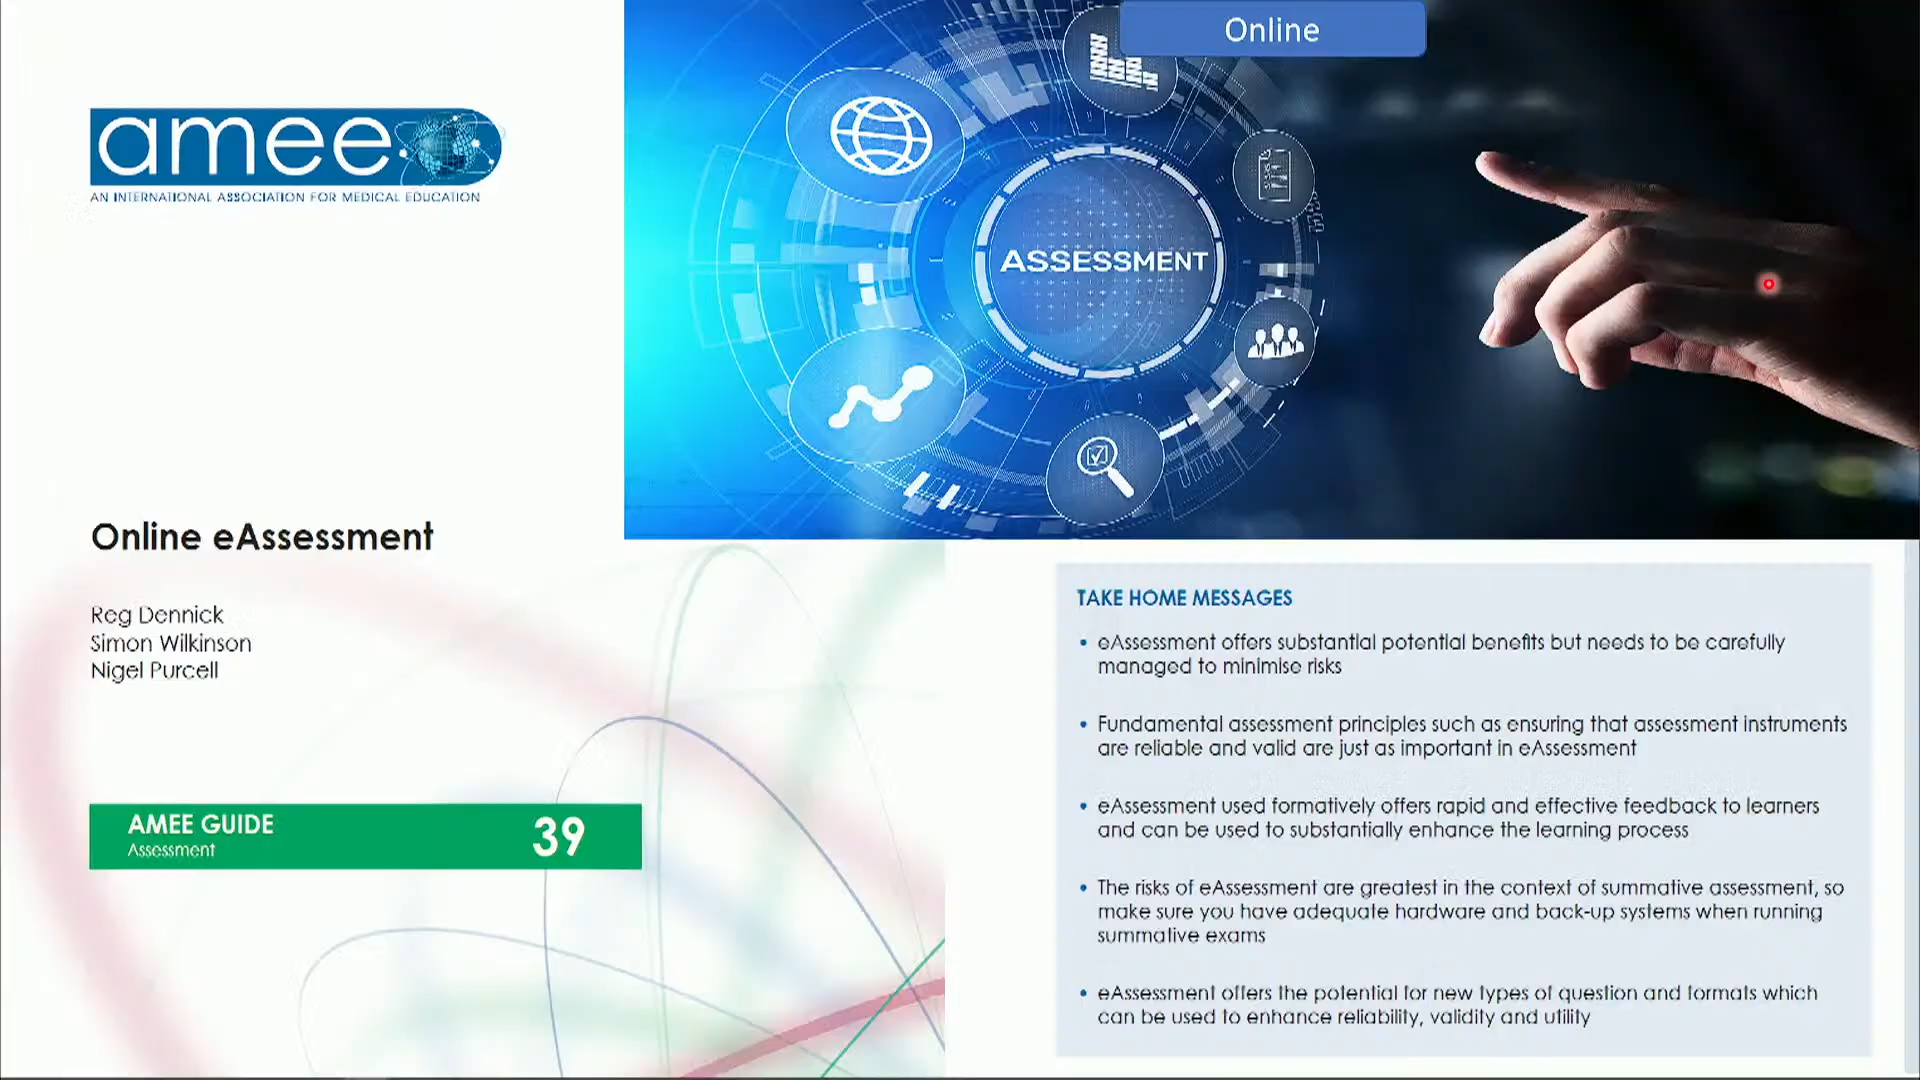 amee
AN INTERNATIONAL ASSOCIATION FOR MEDICAL EDUCATION
Online eAssessment
Reg Dennick
Simon Wilkinson
Nigel Purcell
AMEE GUIDE
Assessment
39
Online
ASSESSMENT
TAKE HOME MESSAGES
• eAssessment offers substantial potential benefits but needs to be carefully
managed to minimise risks
• Fundamental assessment principles such as ensuring that assessment instruments
are reliable and valid are just as important in eAssessment
• eAssessment used formatively offers rapid and effective feedback to learners
and can be used to substantially enhance the learning process
• The risks of eAssessment are greatest in the context of summative assessment, so
make sure you have adequate hardware and back-up systems when running
summative exams
• eAssessment offers the potential for new types of question and formats which
can be used to enhance reliability, validity and utility